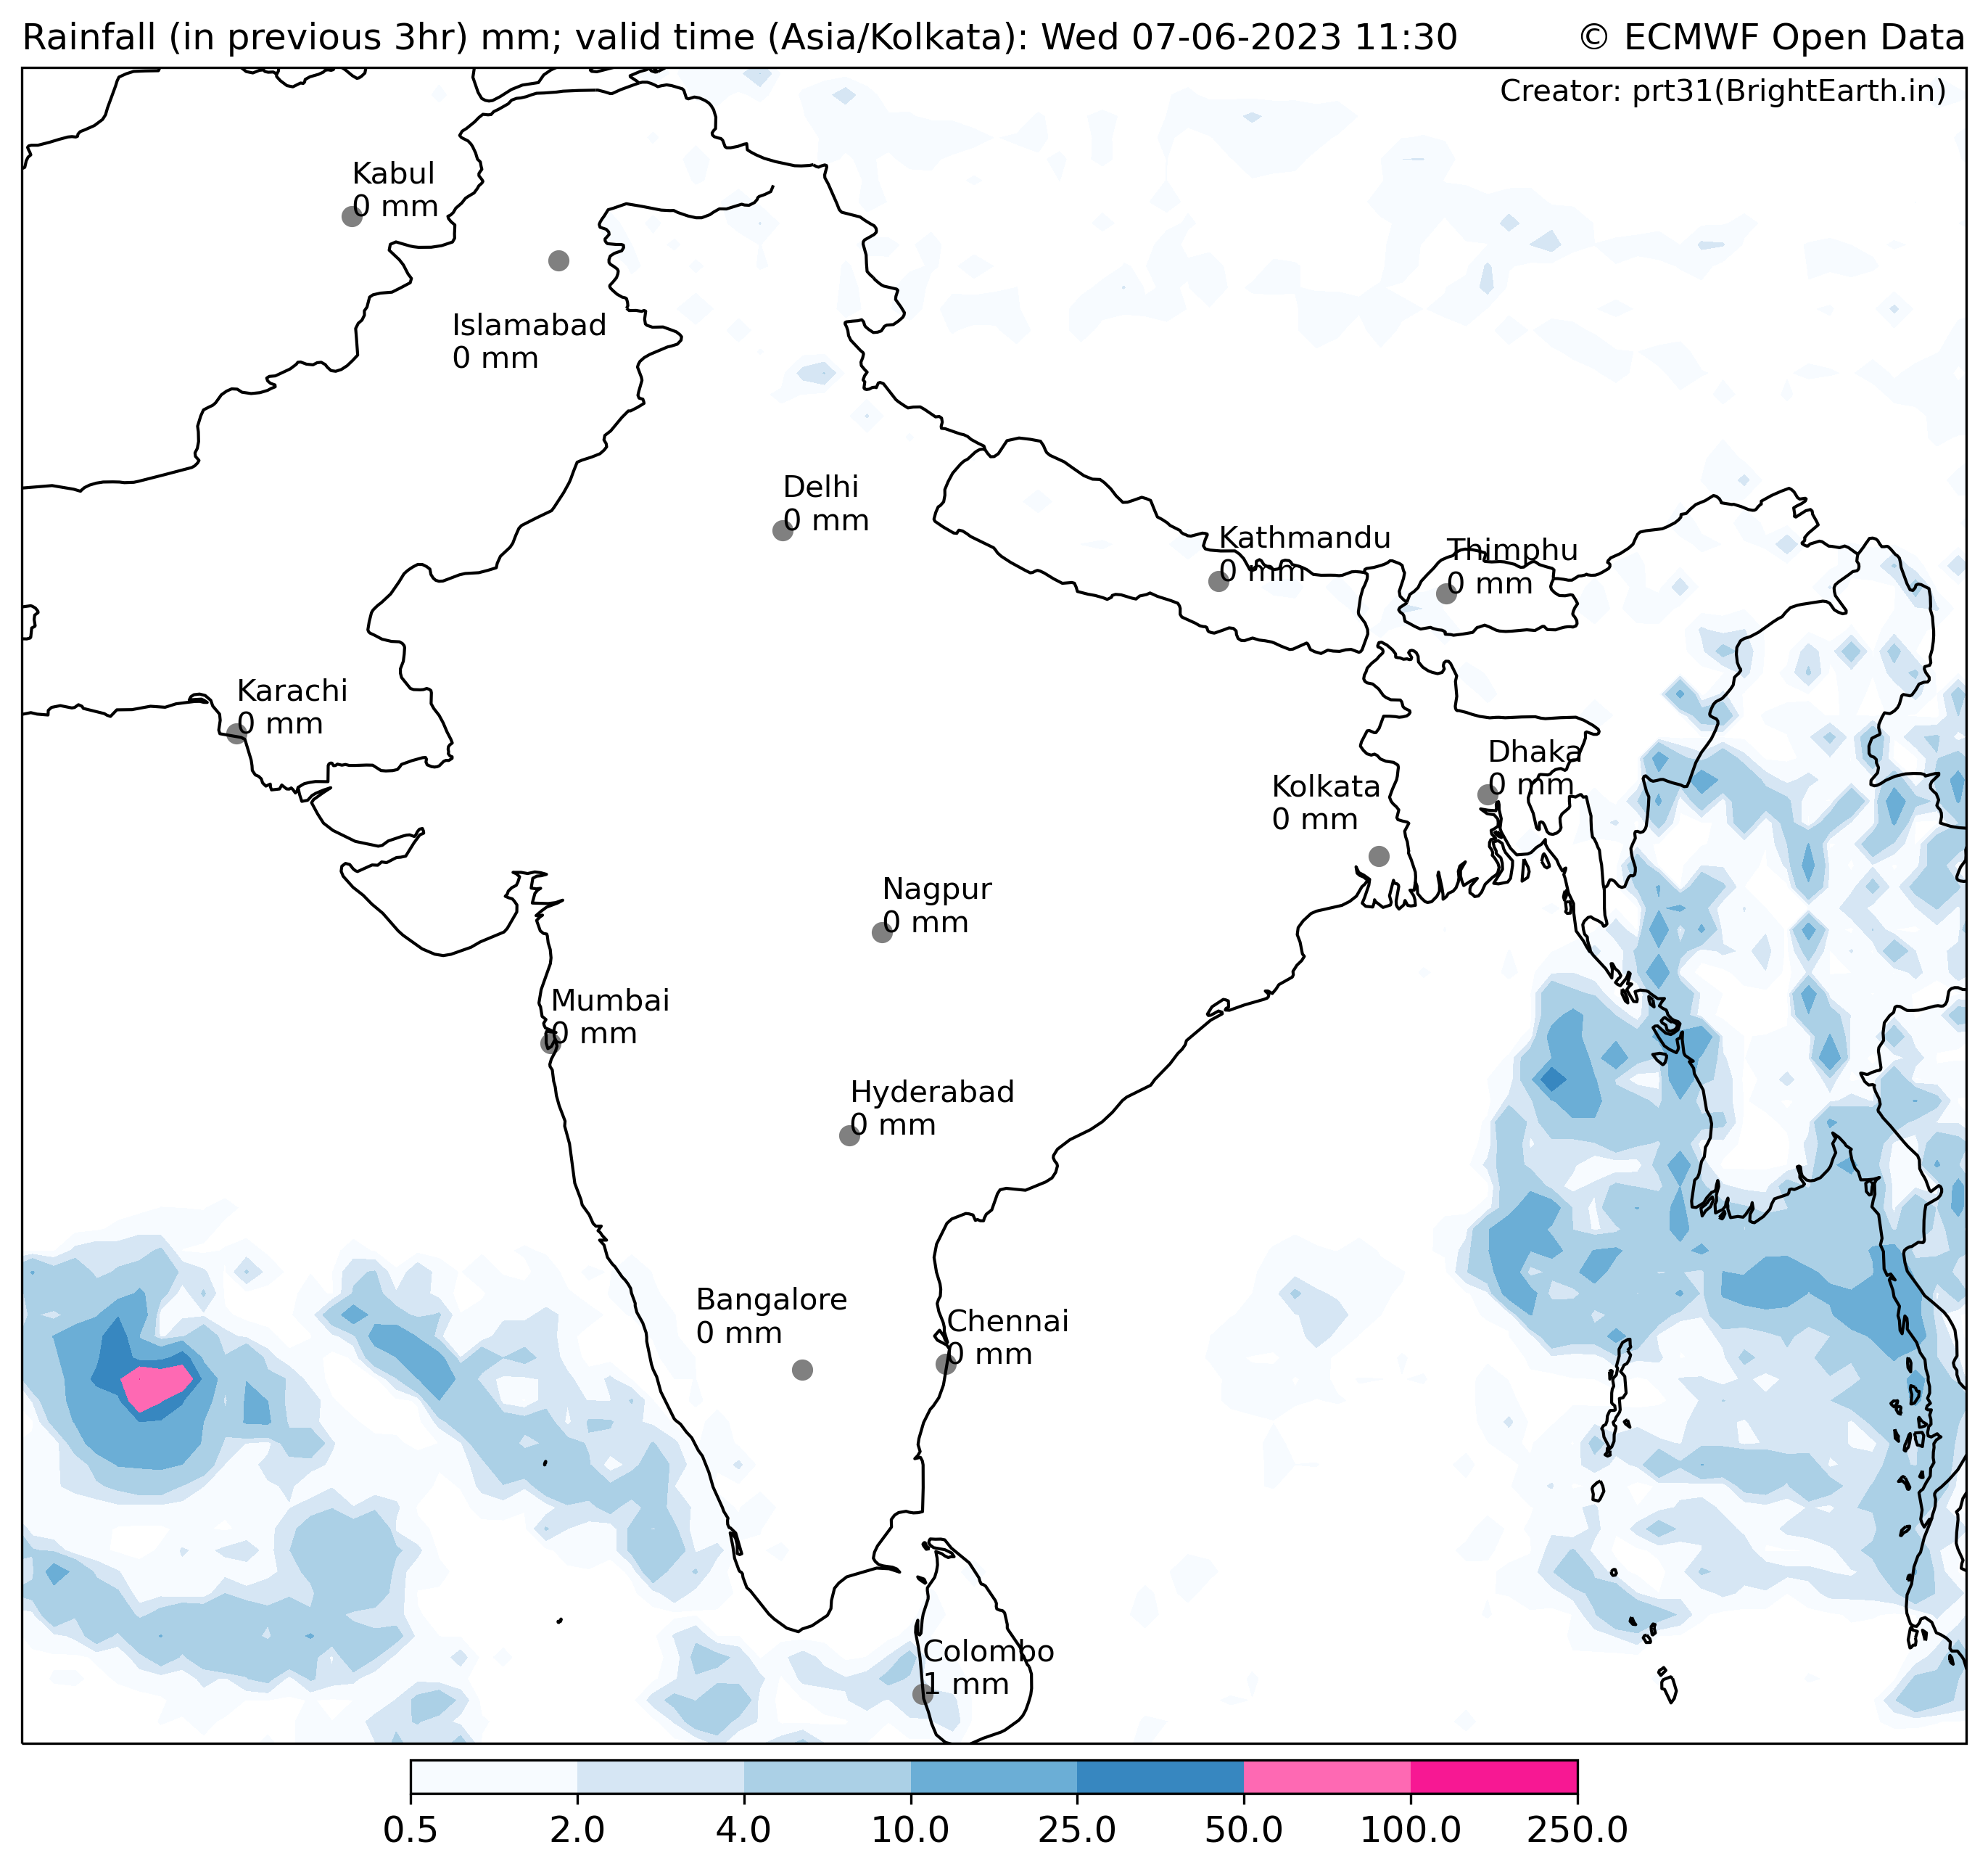 Rainfall (in previous 3hr) mm; valid time (Asia/Kolkata): Wed 07-06-2023 11:30
© ECMWF Open Data
Creator: prt31(BrightEarth.in)
Kabul
0 mm
Islamabad
0 mm
Delhi
0 mm
Kathmandu
0 mm
Thimphu
0 mm
Karachi
0 mm
Dhaka
0 mm
Kolkata
0 mm
Nagpur
0 mm
Mumbai
0 mm
Hyderabad
0 mm
Bangalore
0 mm
Chennai
0 mm
Colombo
1 mm
0.5 2.0 4.0 10.0 25.0 50.0 100.0 250.0